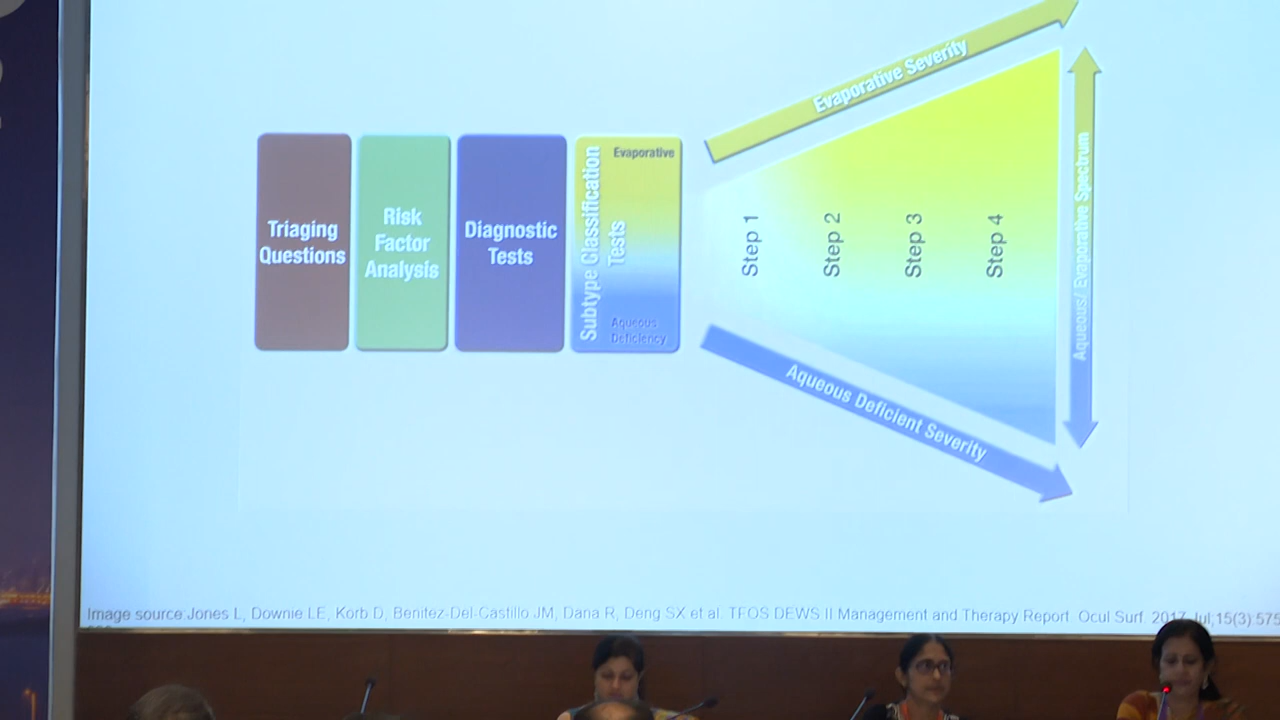 Triaging
Questions
Risk
Factor
Analysis
Diagnostic
Tests
Subtype Classification
Tests
Evaporative
Aqueous
Deficiency
Evaporative Severity
Step 1
Step 2
Step 3
Step 4
Aqueous Deficient Severity
Aqueous/ Evaporative Spectrum
Image source:Jones L, Downie LE, Korb D, Benitez-Del-Castillo JM, Dana R, Deng SX et al. TFOS DEWS II Management and Therapy Report. Ocul Surf. 2017 Jul;15(3):575